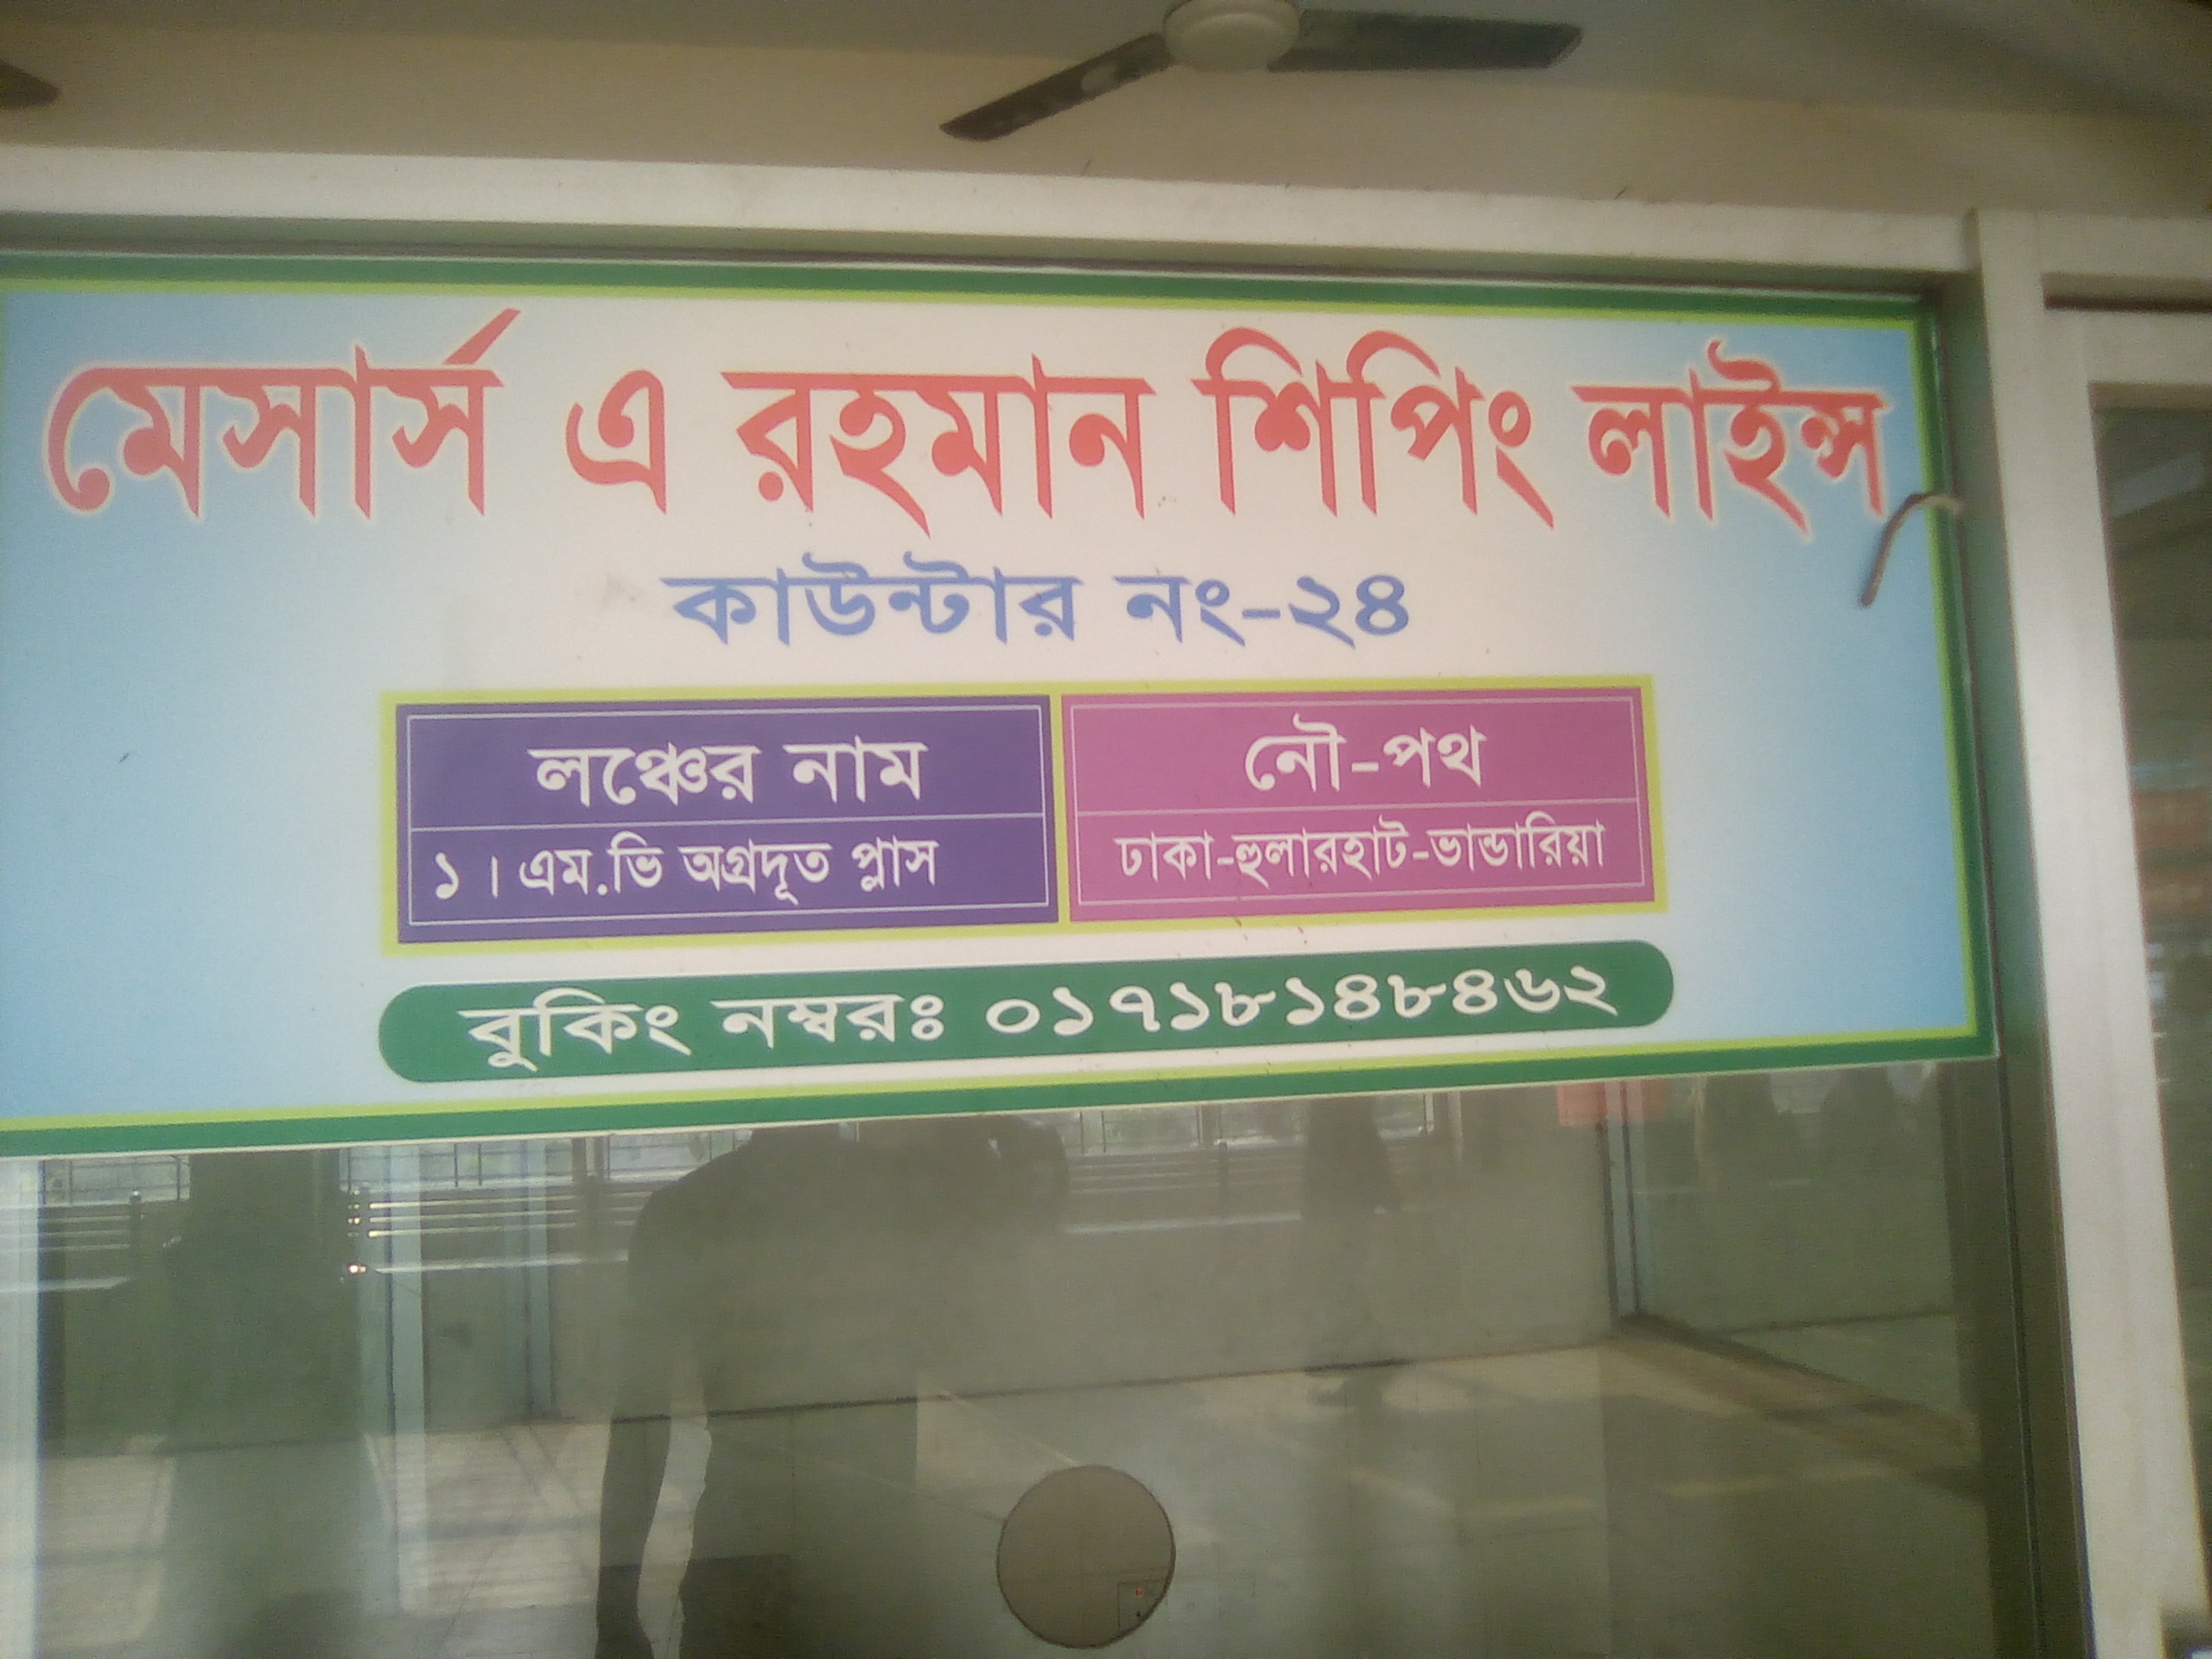 মেসার্স এ রহমান শিপিং লাইন্স
কাউন্টার নং-২৪
লঞ্চের নাম
১। এম.ভি অগ্রদূত প্লাস
নৌ-পথ
ঢাকা-হুলারহাট-ভান্ডারিয়া
বুকিং নম্বরঃ ০১৭১৮১৪৮৪৬২